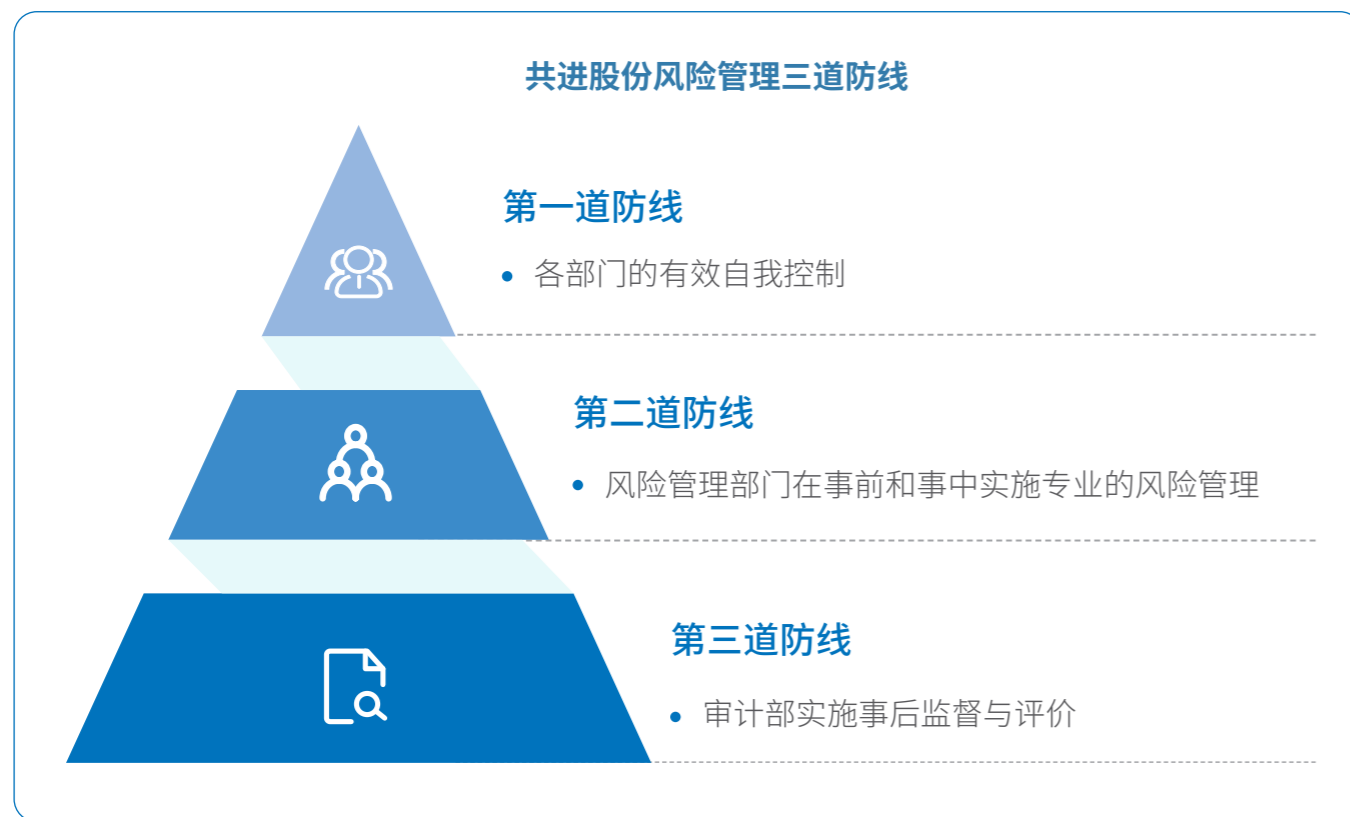 共进股份风险管理三道防线
第一道防线
• 各部门的有效自我控制
第二道防线
• 风险管理部门在事前和事中实施专业的风险管理
第三道防线
• 审计部实施事后监督与评价